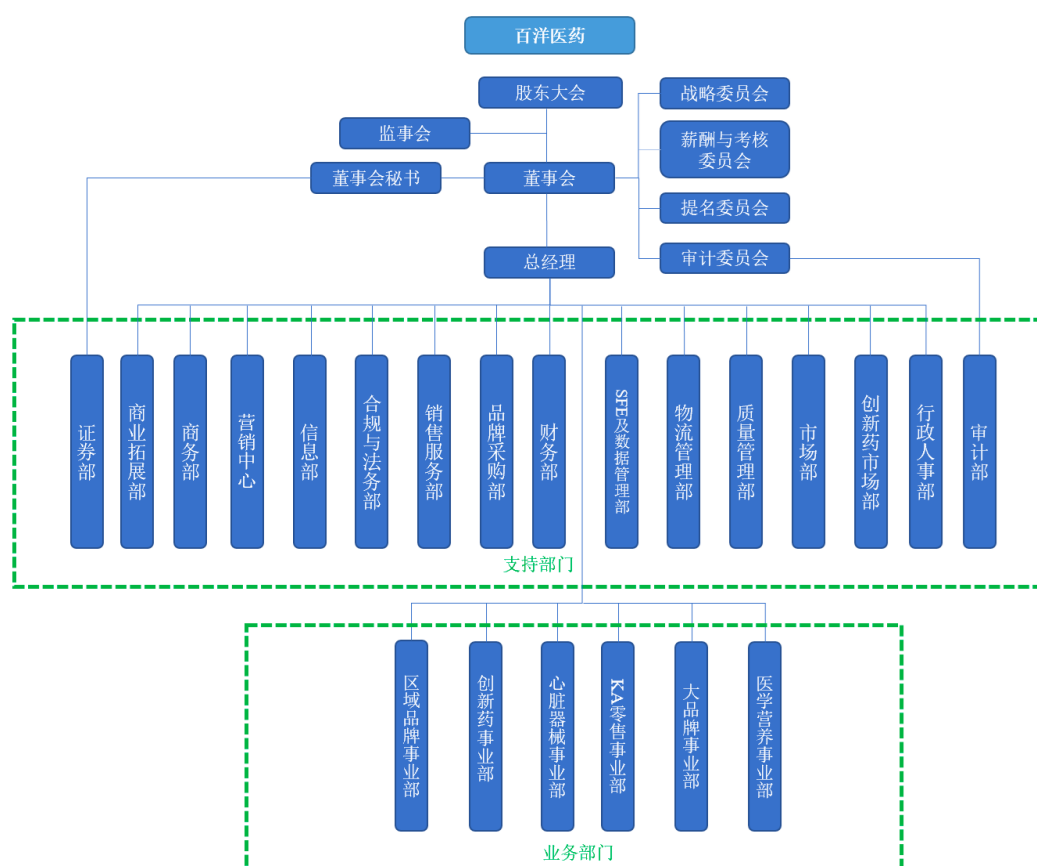 百洋医药
股东大会
战略委员会
监事会
薪酬与考核
委员会
董事会秘书
董事会
提名委员会
总经理
审计委员会
证券部
商业拓展部
商务部
营销中心
信息部
合规与法务部
销售服务部
品牌采购部
财务部
SFE及数据管理部
物流管理部
质量管理部
市场部
创新药市场部
行政人事部
审计部
支持部门
区域品牌事业部
创新药事业部
心脏器械事业部
KA零售事业部
大品牌事业部
医学营养事业部
业务部门